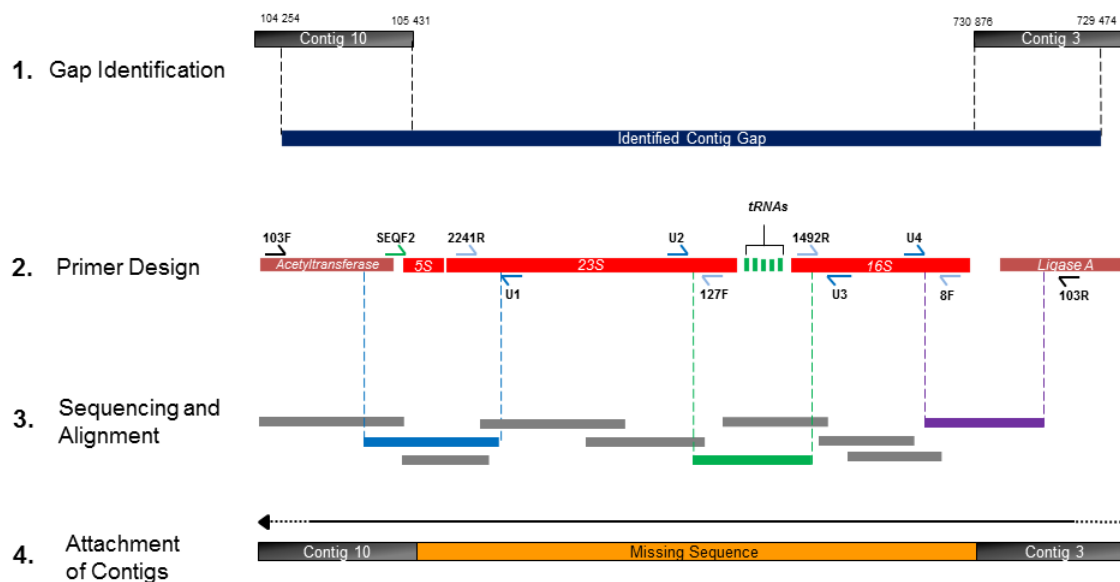 104 254
105 431
730 876
729 474
Contig 10
Contig 3
1. Gap Identification
Identified Contig Gap
tRNAs
103F
SEQF2
2241R
U2
1492R
U4
2. Primer Design
Acetyltransferase
5S
23S
16S
Ligase A
U1
127F
U3
8F
103R
3. Sequencing and
Alignment
4. Attachment
of Contigs
Contig 10
Missing Sequence
Contig 3